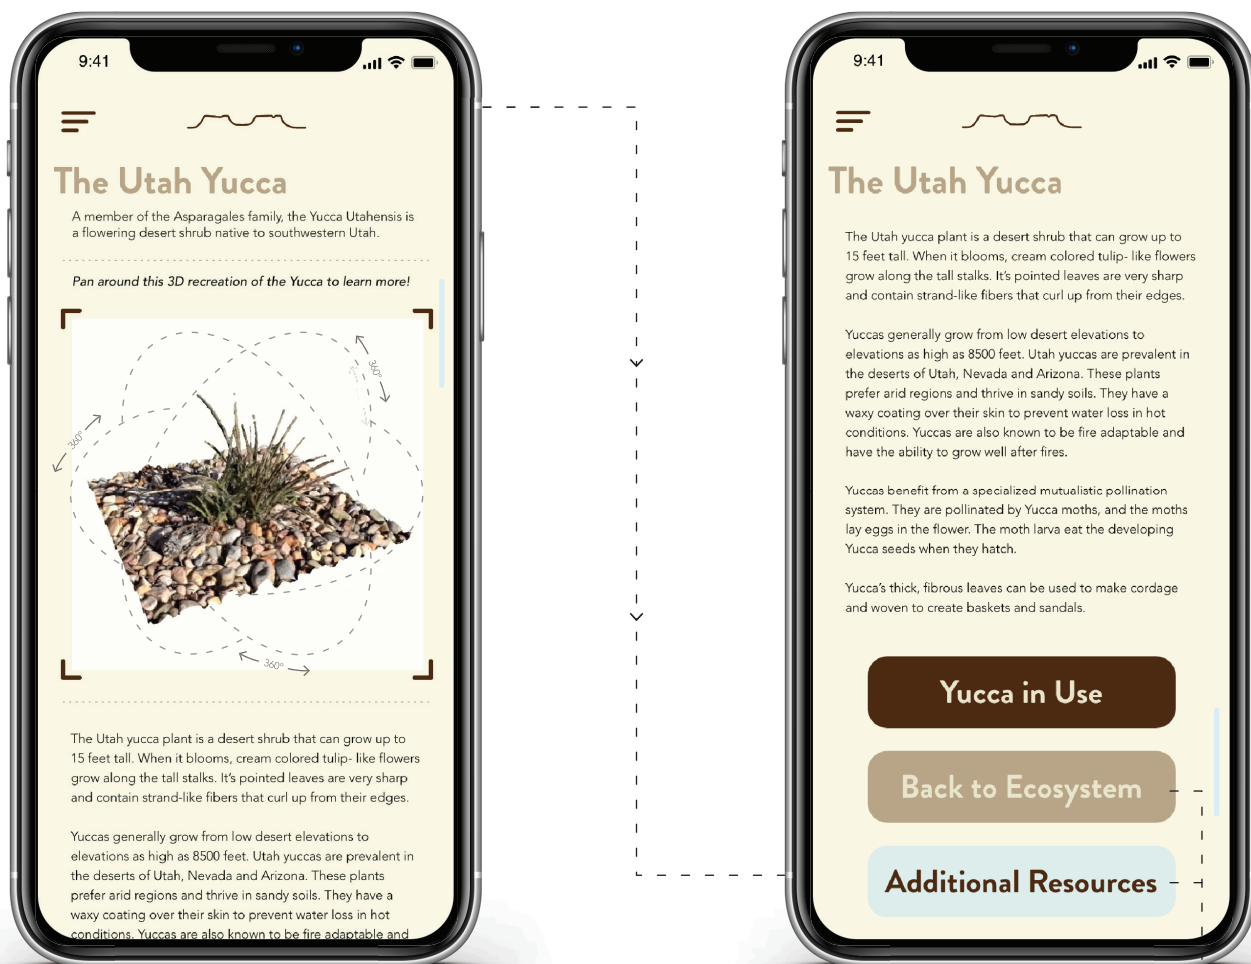 9:41
The Utah Yucca
A member of the Asparagales family, the Yucca Utahensis is
a flowering desert shrub native to southwestern Utah.
Pan around this 3D recreation of the Yucca to learn more!
360°
360°
360°
The Utah yucca plant is a desert shrub that can grow up to
15 feet tall. When it blooms, cream colored tulip- like flowers
grow along the tall stalks. It's pointed leaves are very sharp
and contain strand-like fibers that curl up from their edges.
Yuccas generally grow from low desert elevations to
elevations as high as 8500 feet. Utah yuccas are prevalent in
the deserts of Utah, Nevada and Arizona. These plants
prefer arid regions and thrive in sandy soils. They have a
waxy coating over their skin to prevent water loss in hot
conditions. Yuccas are also known to be fire adaptable and
9:41
The Utah Yucca
The Utah yucca plant is a desert shrub that can grow up to
15 feet tall. When it blooms, cream colored tulip- like flowers
grow along the tall stalks. It's pointed leaves are very sharp
and contain strand-like fibers that curl up from their edges.
Yuccas generally grow from low desert elevations to
elevations as high as 8500 feet. Utah yuccas are prevalent in
the deserts of Utah, Nevada and Arizona. These plants
prefer arid regions and thrive in sandy soils. They have a
waxy coating over their skin to prevent water loss in hot
conditions. Yuccas are also known to be fire adaptable and
have the ability to grow well after fires.
Yuccas benefit from a specialized mutualistic pollination
system. They are pollinated by Yucca moths, and the moths
lay eggs in the flower. The moth larva eat the developing
Yucca seeds when they hatch.
Yucca's thick, fibrous leaves can be used to make cordage
and woven to create baskets and sandals.
Yucca in Use
Back to Ecosystem
Additional Resources